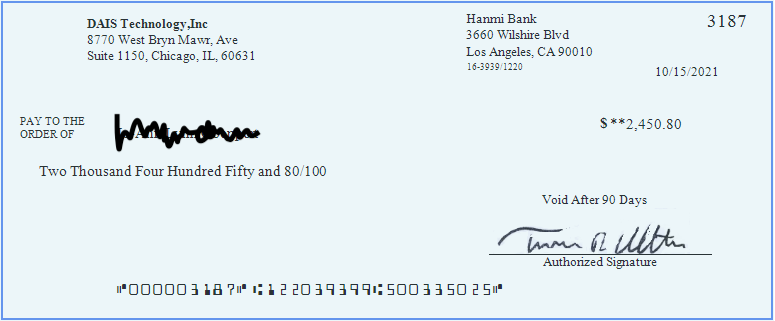 DAIS Technology,Inc
8770 West Bryn Mawr, Ave
Suite 1150, Chicago, IL, 60631
Hanmi Bank
3660 Wilshire Blvd
Los Angeles, CA 90010
16-3939/1220
3187
10/15/2021
PAY TO THE
ORDER OF
$ **2,450.80
Two Thousand Four Hundred Fifty and 80/100
Void After 90 Days
Authorized Signature
⑈000003187⑈ ⑆122039399⑆500335025⑈